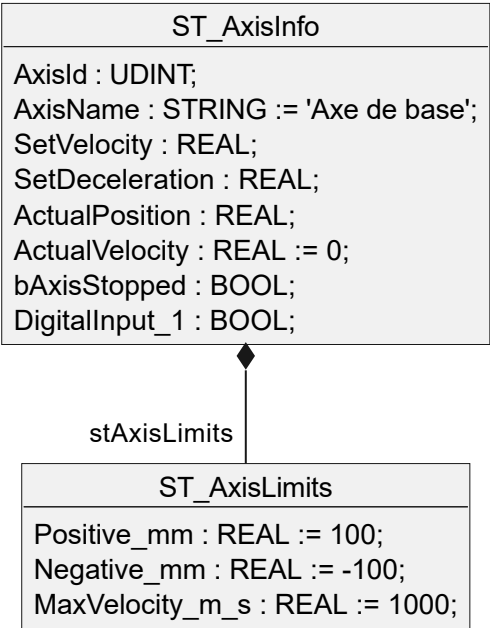 ST_AxisInfo
AxisId : UDINT;
AxisName : STRING := 'Axe de base';
SetVelocity : REAL;
SetDeceleration : REAL;
ActualPosition : REAL;
ActualVelocity : REAL := 0;
bAxisStopped : BOOL;
DigitalInput_1 : BOOL;
stAxisLimits
ST_AxisLimits
Positive_mm : REAL := 100;
Negative_mm : REAL := -100;
MaxVelocity_m_s : REAL := 1000;